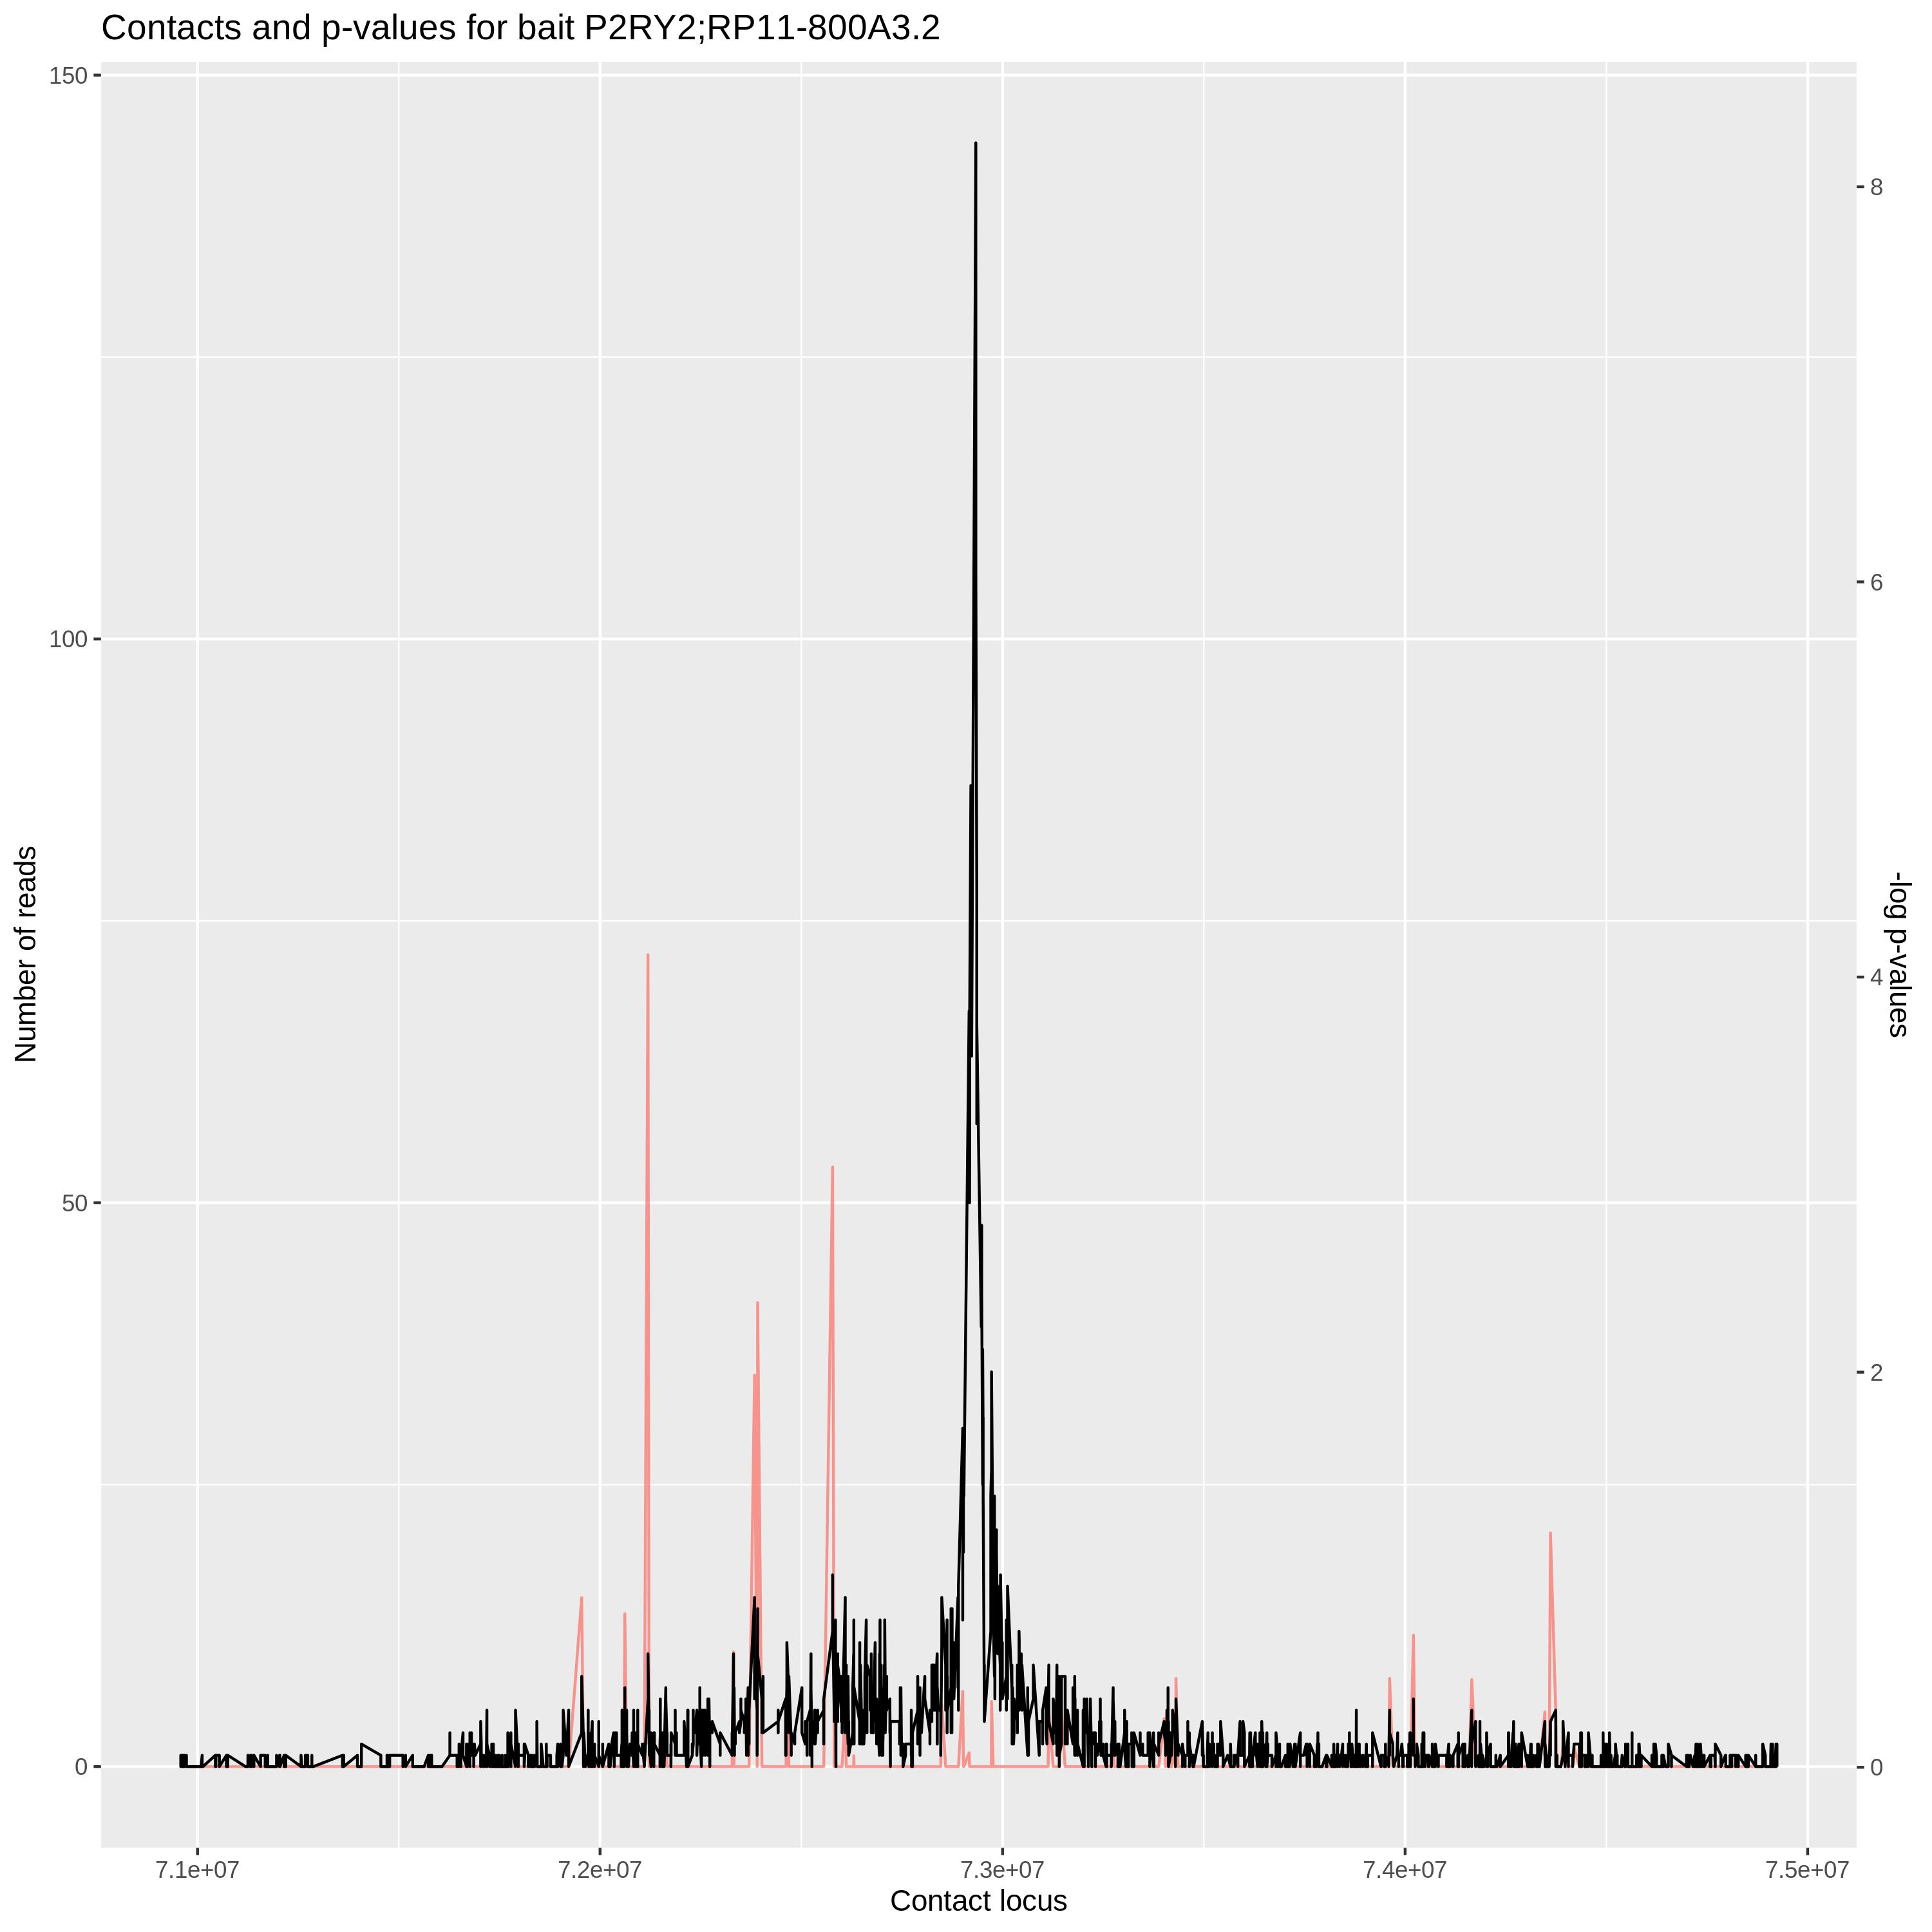 Contacts and p-values for bait P2RY2;RP11-800A3.2
150
100
50
0
Number of reads
8
6
4
2
0
-log p-values
7.1e+07 7.2e+07 7.3e+07 7.4e+07 7.5e+07
Contact locus